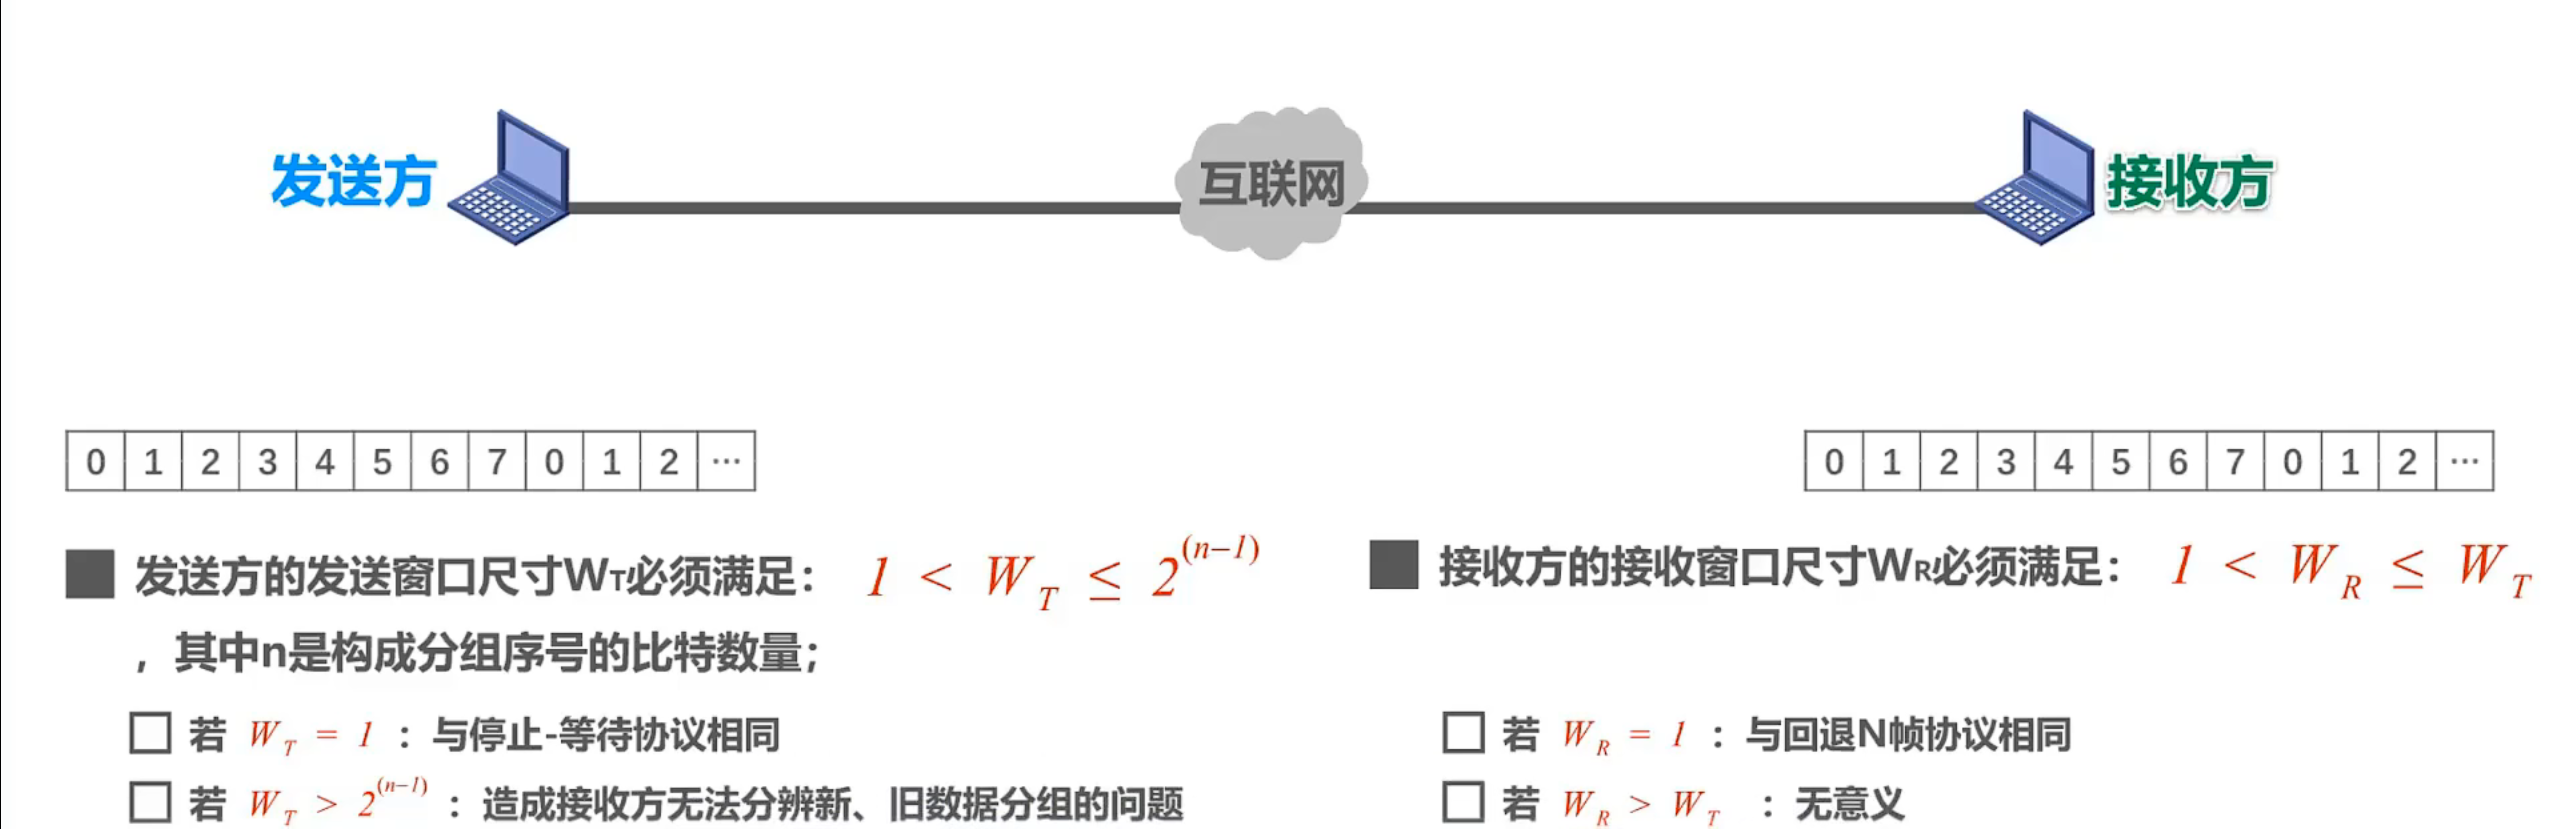 发送方
互联网
接收方
0 1 2 3 4 5 6 7 0 1 2 ···
0 1 2 3 4 5 6 7 0 1 2 ···
发送方的发送窗口尺寸WT必须满足： 1 < W_T ≤ 2^(n−1)
，其中n是构成分组序号的比特数量；
若 W_T = 1 ：与停止-等待协议相同
若 W_T > 2^(n−1) ：造成接收方无法分辨新、旧数据分组的问题
接收方的接收窗口尺寸WR必须满足： 1 < W_R ≤ W_T
若 W_R = 1 ：与回退N帧协议相同
若 W_R > W_T ：无意义